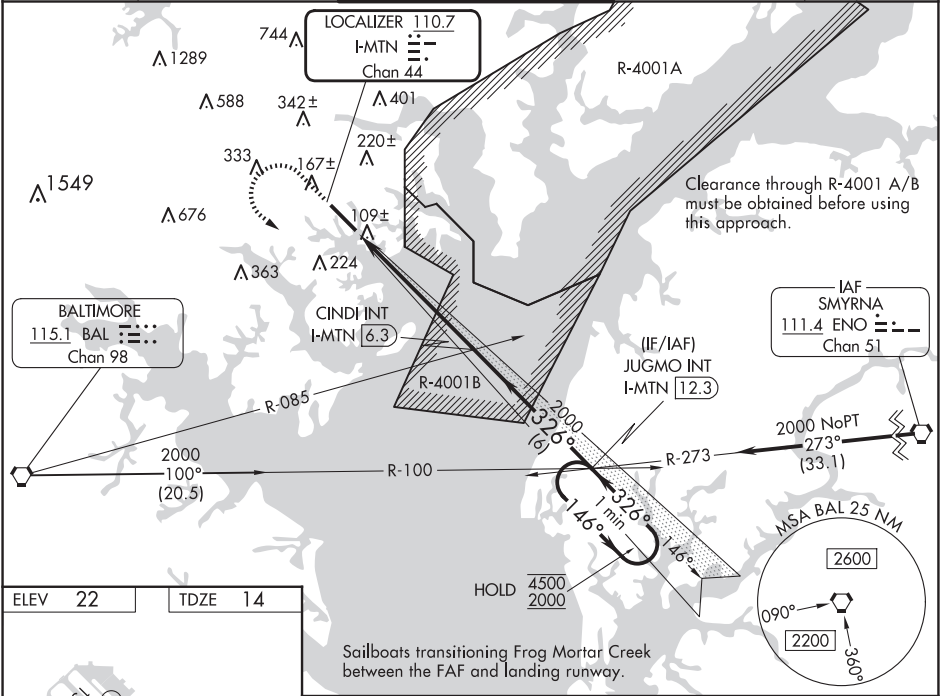 LOCALIZER 110.7
I-MTN
Chan 44
744
1289
588
342±
401
R-4001A
333
167±
220±
1549
676
109±
Clearance through R-4001 A/B
must be obtained before using
this approach.
363
224
BALTIMORE
115.1 BAL
Chan 98
CINDI INT
I-MTN 6.3
R-4001B
IAF
SMYRNA
111.4 ENO
Chan 51
(IF/IAF)
JUGMO INT
I-MTN 12.3
R-085
2000
326°
(6)
2000 NoPT
273°
(33.1)
R-273
2000
100°
(20.5)
R-100
326°
1 min
146°
146°
HOLD 4500
2000
MSA BAL 25 NM
2600
090°
2200
360°
ELEV 22
TDZE 14
Sailboats transitioning Frog Mortar Creek
between the FAF and landing runway.